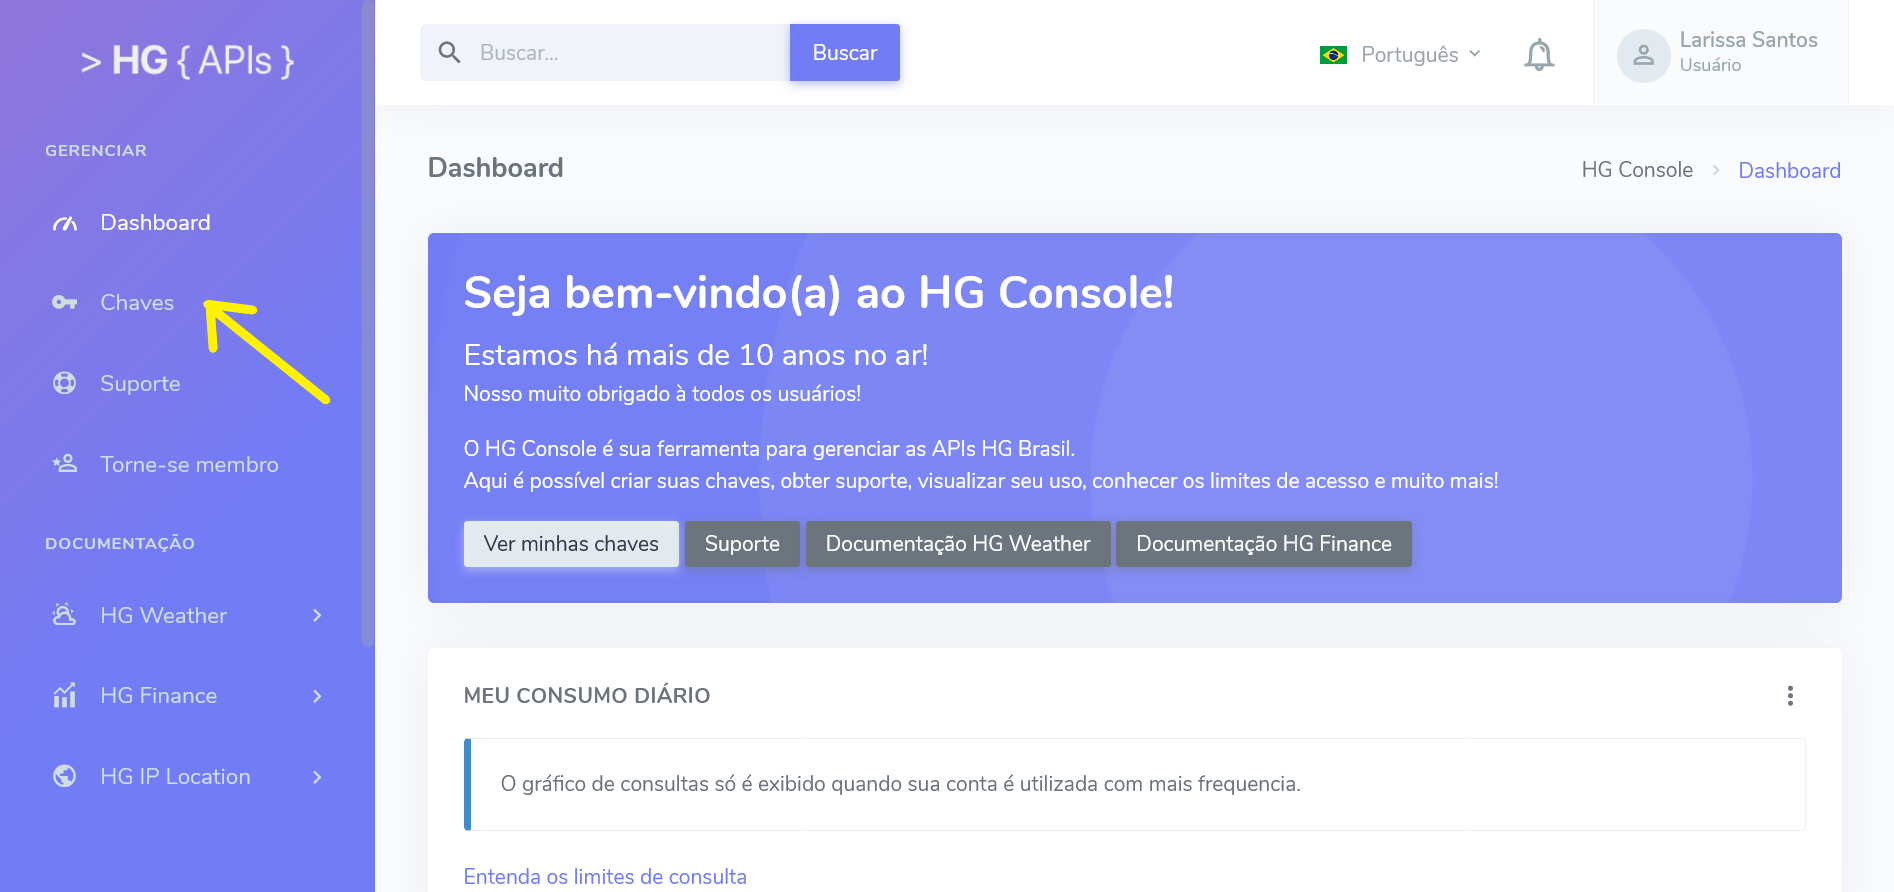 > HG { APIs }
GERENCIAR
Dashboard
Chaves
Suporte
Torne-se membro
DOCUMENTAÇÃO
HG Weather
HG Finance
HG IP Location
Buscar...
Buscar
Português
Larissa Santos
Usuário
Dashboard
HG Console > Dashboard
Seja bem-vindo(a) ao HG Console!
Estamos há mais de 10 anos no ar!
Nosso muito obrigado à todos os usuários!
O HG Console é sua ferramenta para gerenciar as APIs HG Brasil.
Aqui é possível criar suas chaves, obter suporte, visualizar seu uso, conhecer os limites de acesso e muito mais!
Ver minhas chaves
Suporte
Documentação HG Weather
Documentação HG Finance
MEU CONSUMO DIÁRIO
O gráfico de consultas só é exibido quando sua conta é utilizada com mais frequencia.
Entenda os limites de consulta